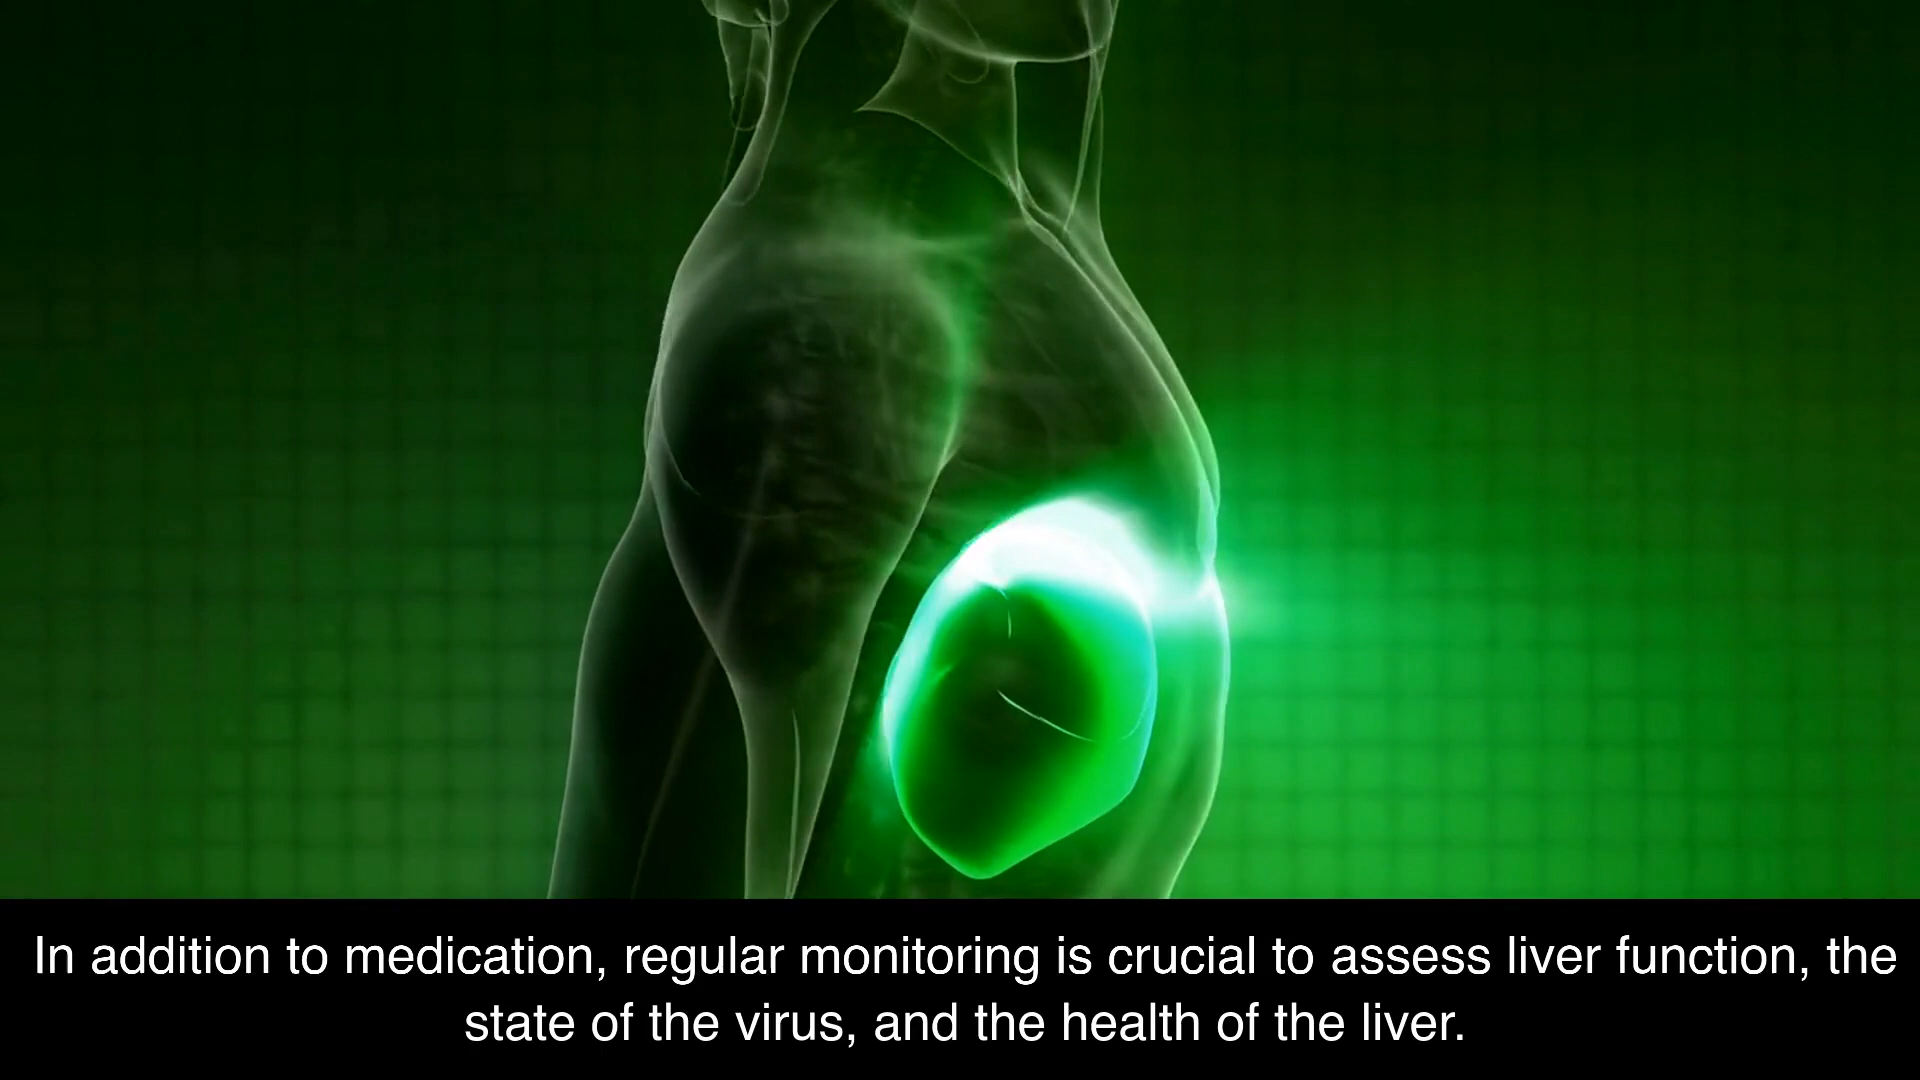 In addition to medication, regular monitoring is crucial to assess liver function, the
state of the virus, and the health of the liver.